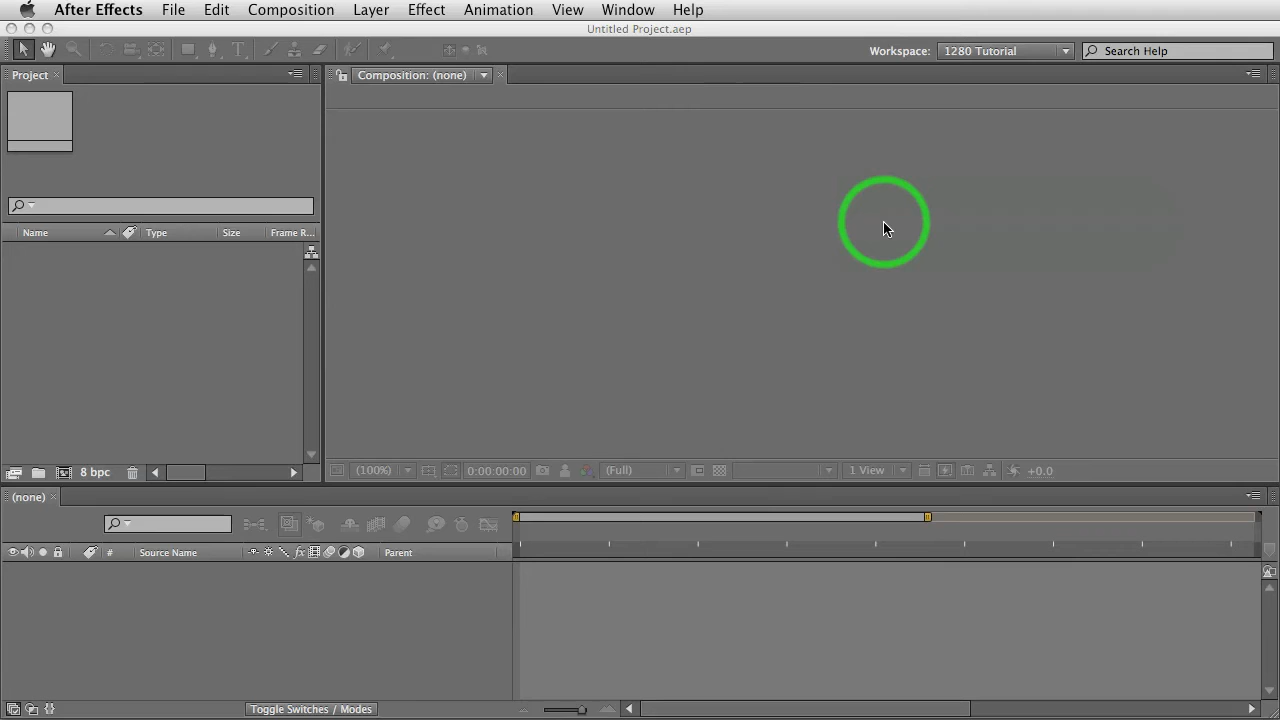 After Effects File Edit Composition Layer Effect Animation View Window Help
Untitled Project.aep
Workspace: 1280 Tutorial Search Help
Project Composition: (none)
Name Type Size Frame R...
8 bpc (100%) 0:00:00:00 (Full) 1 View +0.0
(none)
# Source Name fx Parent
Toggle Switches / Modes